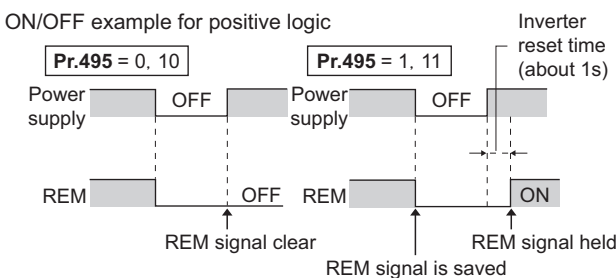 ON/OFF example for positive logic
Pr.495 = 0, 10
Power
supply
OFF
REM
OFF
REM signal clear
Pr.495 = 1, 11
Inverter
reset time
(about 1s)
Power
supply
OFF
REM
ON
REM signal held
REM signal is saved